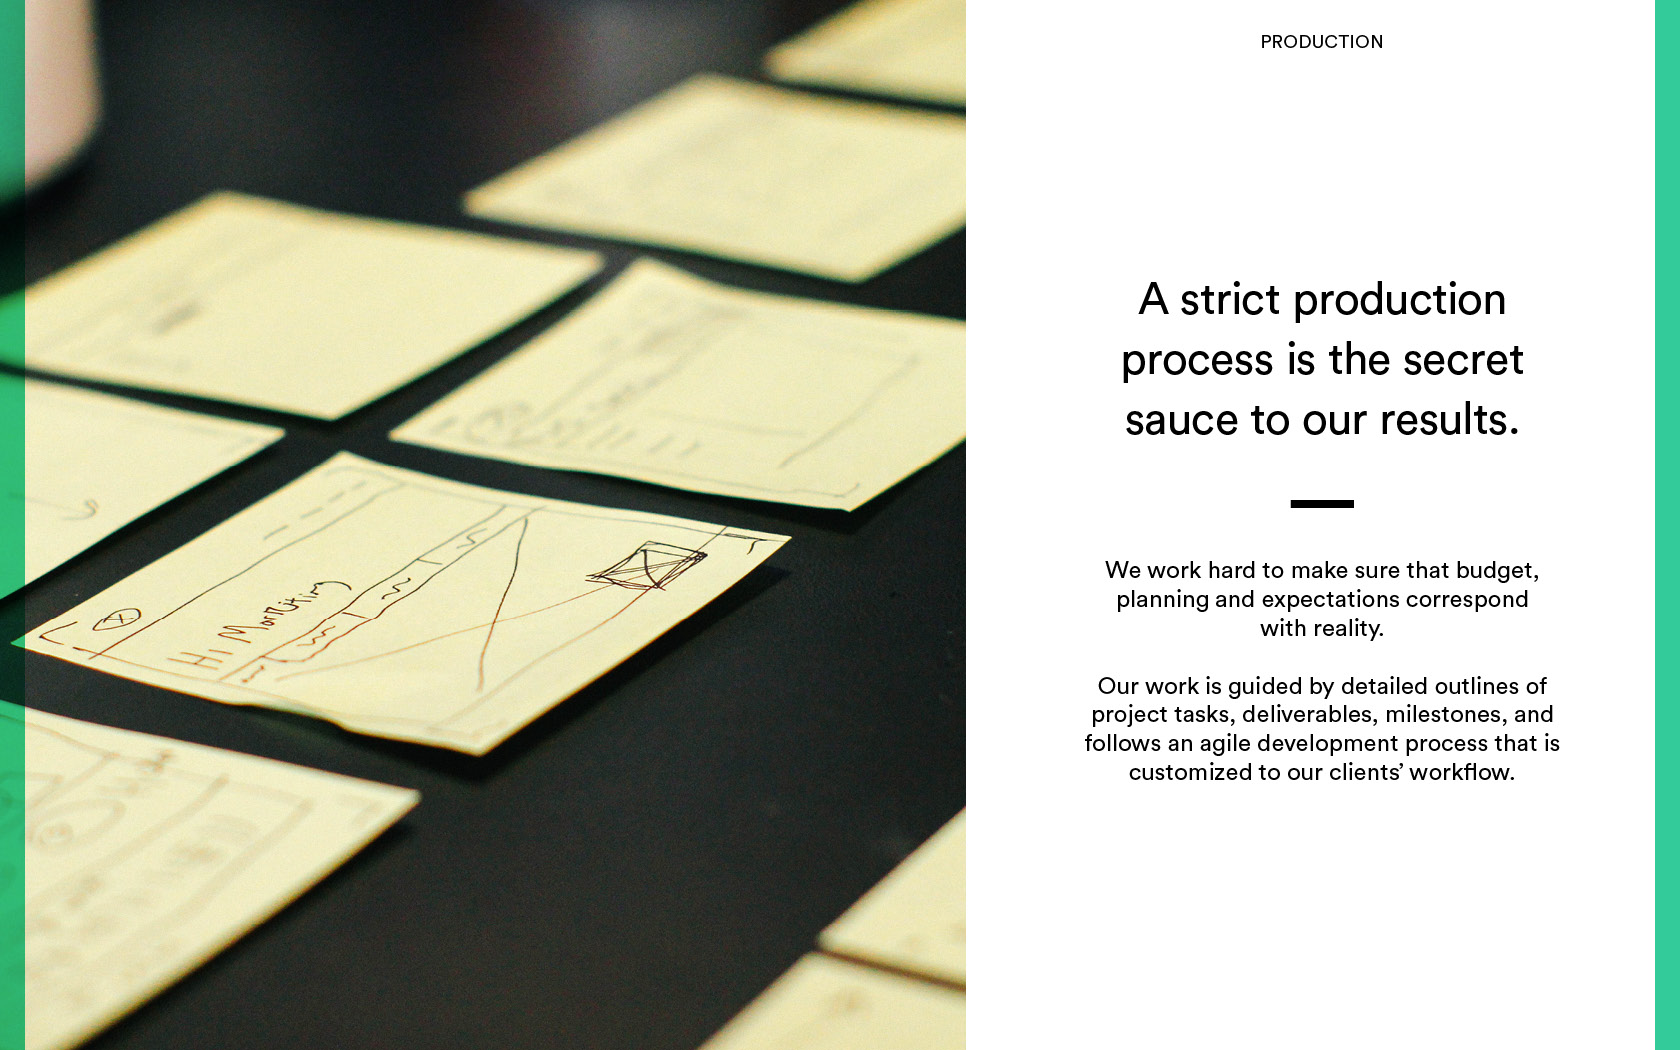 PRODUCTION
A strict production
process is the secret
sauce to our results.
We work hard to make sure that budget,
planning and expectations correspond
with reality.
Our work is guided by detailed outlines of
project tasks, deliverables, milestones, and
follows an agile development process that is
customized to our clients’ workflow.
Hi